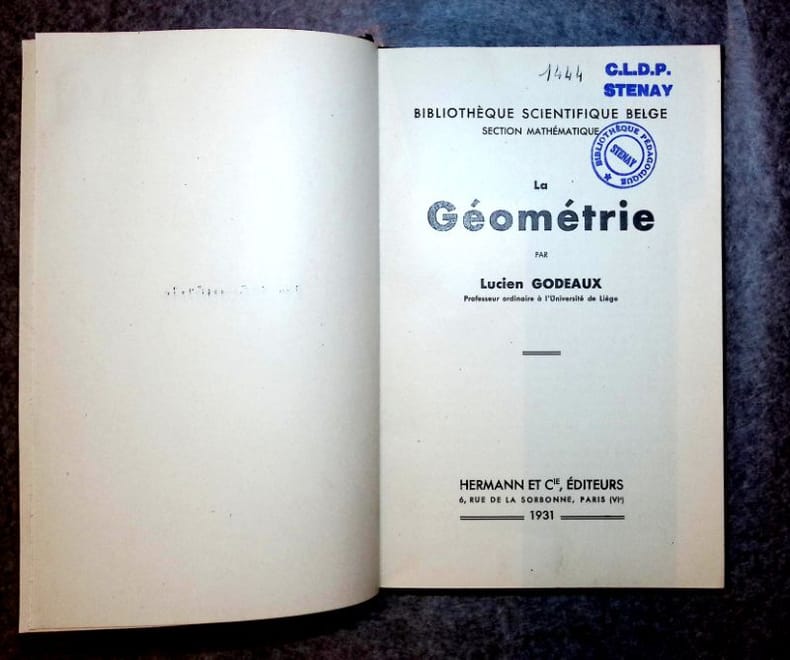 1444
C.L.D.P.
STENAY
BIBLIOTHÈQUE SCIENTIFIQUE BELGE
SECTION MATHÉMATIQUE
BIBLIOTHÈQUE PÉDAGOGIQUE
STENAY
La
Géométrie
PAR
Lucien GODEAUX
Professeur ordinaire à l'Université de Liége
HERMANN ET CIE, ÉDITEURS
6, RUE DE LA SORBONNE, PARIS (VIe)
1931